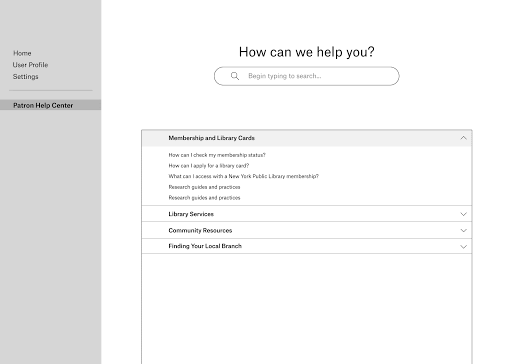 Home
User Profile
Settings
Patron Help Center
How can we help you?
Begin typing to search...
Membership and Library Cards
How can I check my membership status?
How can I apply for a library card?
What can I access with a New York Public Library membership?
Research guides and practices
Research guides and practices
Library Services
Community Resources
Finding Your Local Branch